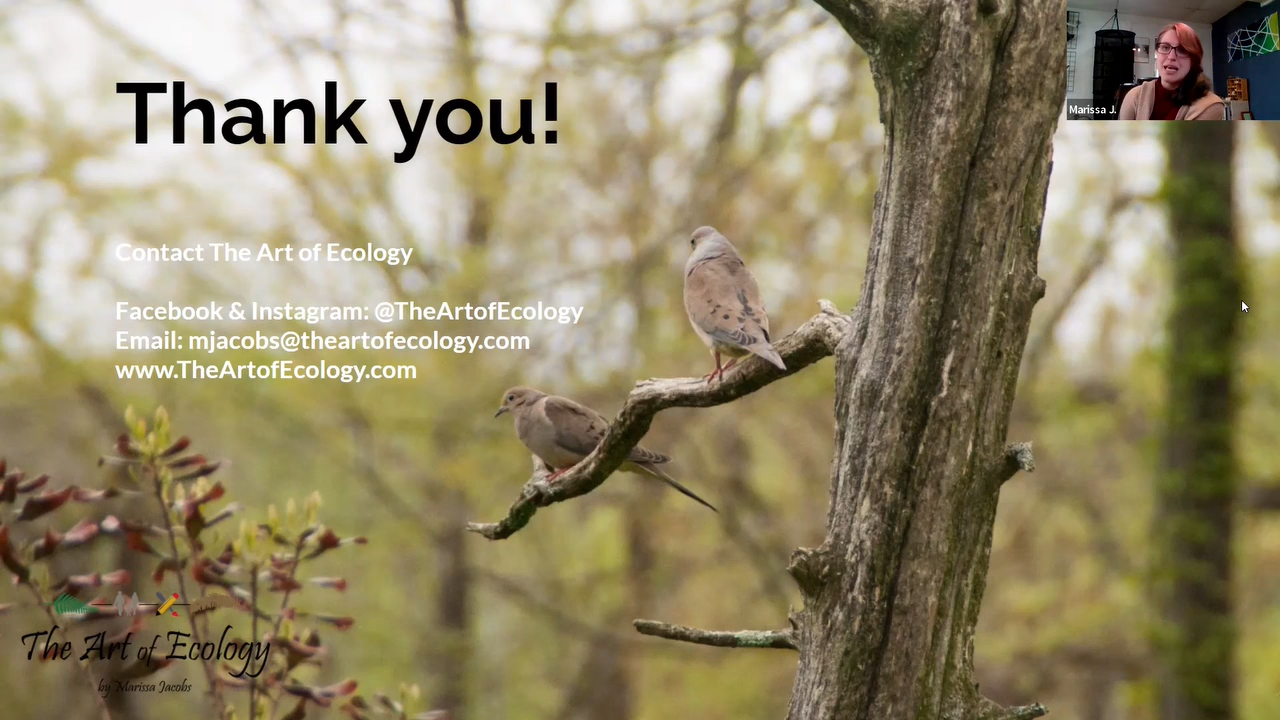 Thank you!
Marissa J.
Contact The Art of Ecology
Facebook & Instagram: @TheArtofEcology
Email: mjacobs@theartofecology.com
www.TheArtofEcology.com
The Art of Ecology
by Marissa Jacobs